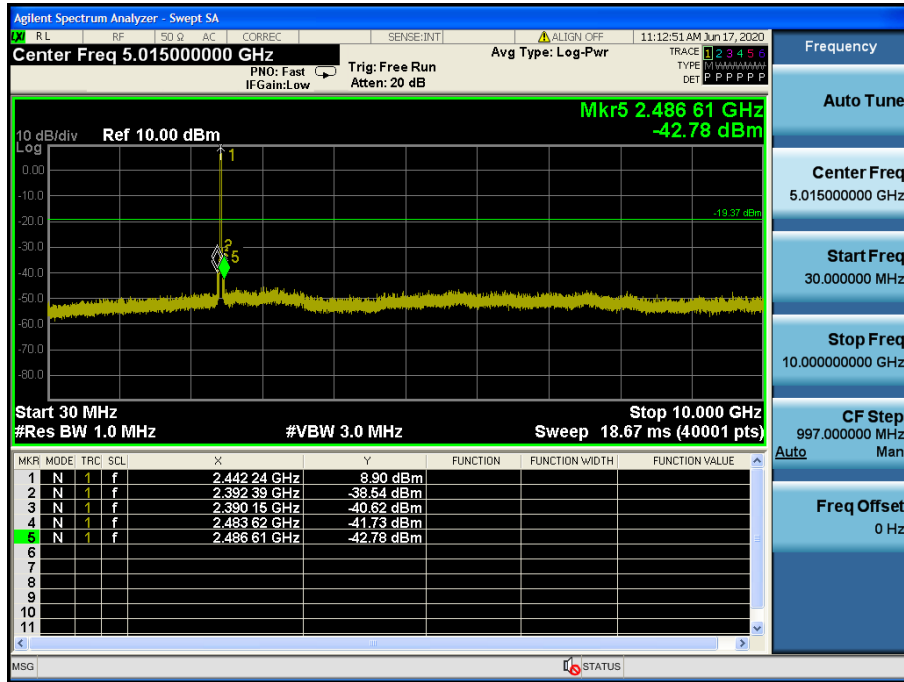 Agilent Spectrum Analyzer - Swept SA
LXI RL RF 50 Ω AC CORREC SENSE:INT ALIGN OFF 11:12:51 AM Jun 17, 2020
Center Freq 5.015000000 GHz
PNO: Fast
IFGain:Low
Trig: Free Run
Atten: 20 dB
Avg Type: Log-Pwr
TRACE 1 2 3 4 5 6
TYPE M WWWWW
DET P P P P P P
Mkr5 2.486 61 GHz
-42.78 dBm
10 dB/div Ref 10.00 dBm
Log
1
0.00
-10.0
-20.0
-19.37 dBm
-30.0
2
5
-40.0
-50.0
-60.0
-70.0
-80.0
Start 30 MHz Stop 10.000 GHz
#Res BW 1.0 MHz #VBW 3.0 MHz Sweep 18.67 ms (40001 pts)
MKR MODE TRC SCL X Y FUNCTION FUNCTION WIDTH FUNCTION VALUE
1 N 1 f 2.442 24 GHz 8.90 dBm
2 N 1 f 2.392 39 GHz -38.54 dBm
3 N 1 f 2.390 15 GHz -40.62 dBm
4 N 1 f 2.483 62 GHz -41.73 dBm
5 N 1 f 2.486 61 GHz -42.78 dBm
6
7
8
9
10
11
MSG STATUS
Frequency
Auto Tune
Center Freq
5.015000000 GHz
Start Freq
30.000000 MHz
Stop Freq
10.000000000 GHz
CF Step
997.000000 MHz
Auto Man
Freq Offset
0 Hz